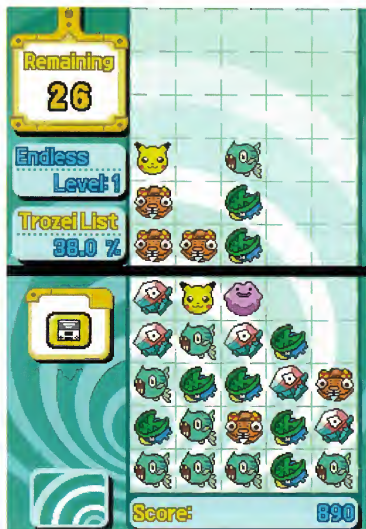 Remaining
26
Endless
Level: 1
Trozei List
38.0 %
Score: 890